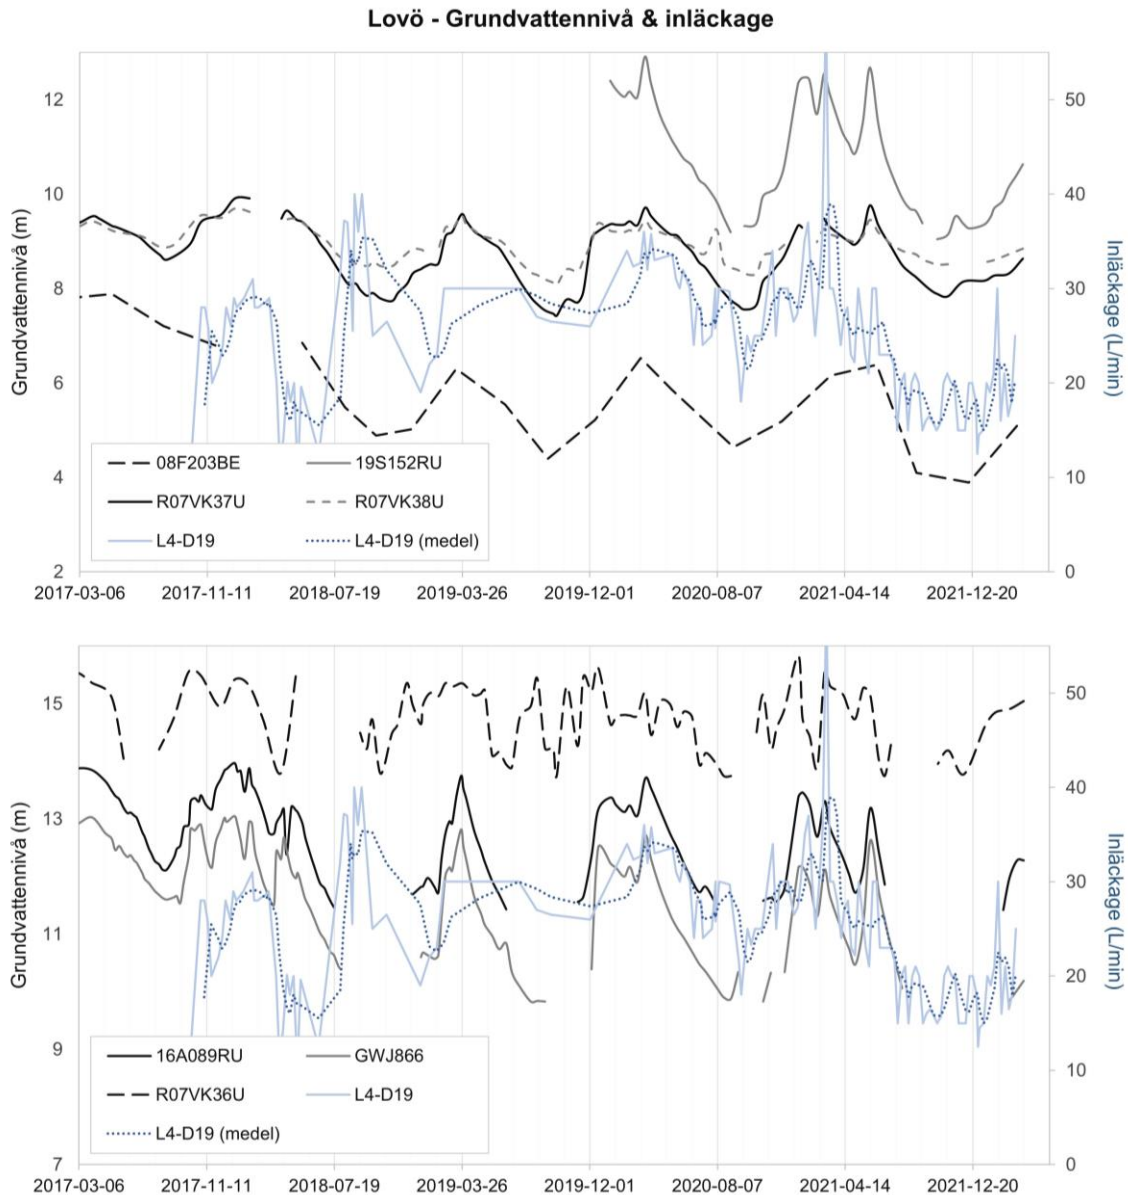 Lovö - Grundvattennivå & inläckage
Grundvattennivå (m)
12
10
8
6
4
2
50
40
30
20
10
0
Inläckage (L/min)
08F203BE 19S152RU
R07VK37U R07VK38U
L4-D19 L4-D19 (medel)
2017-03-06 2017-11-11 2018-07-19 2019-03-26 2019-12-01 2020-08-07 2021-04-14 2021-12-20
Grundvattennivå (m)
15
13
11
9
7
50
40
30
20
10
0
Inläckage (L/min)
16A089RU GWJ866
R07VK36U L4-D19
L4-D19 (medel)
2017-03-06 2017-11-11 2018-07-19 2019-03-26 2019-12-01 2020-08-07 2021-04-14 2021-12-20